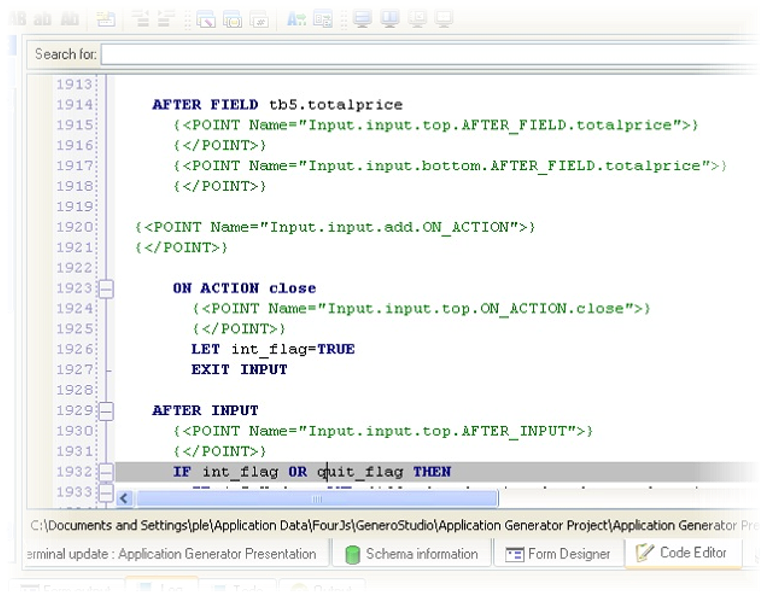 Search for:
1913
1914 AFTER FIELD tb5.totalprice
1915 {<POINT Name="Input.input.top.AFTER_FIELD.totalprice">}
1916 {</POINT>}
1917 {<POINT Name="Input.input.bottom.AFTER_FIELD.totalprice">}
1918 {</POINT>}
1919
1920 {<POINT Name="Input.input.add.ON_ACTION">}
1921 {</POINT>}
1922
1923 ON ACTION close
1924 {<POINT Name="Input.input.top.ON_ACTION.close">}
1925 {</POINT>}
1926 LET int_flag=TRUE
1927 EXIT INPUT
1928
1929 AFTER INPUT
1930 {<POINT Name="Input.input.top.AFTER_INPUT">}
1931 {</POINT>}
1932 IF int_flag OR quit_flag THEN
1933
C:\Documents and Settings\ple\Application Data\FourJs\GeneroStudio\Application Generator Project\Application Generator Pro
erminal update : Application Generator Presentation Schema information Form Designer Code Editor